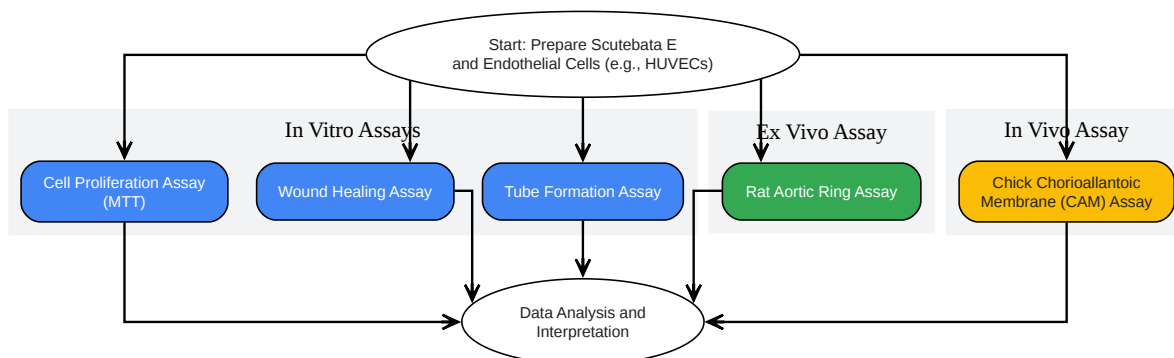 Start: Prepare Scutebata E
and Endothelial Cells (e.g., HUVECs)
In Vitro Assays
Ex Vivo Assay
In Vivo Assay
Cell Proliferation Assay
(MTT)
Wound Healing Assay
Tube Formation Assay
Rat Aortic Ring Assay
Chick Chorioallantoic
Membrane (CAM) Assay
Data Analysis and
Interpretation